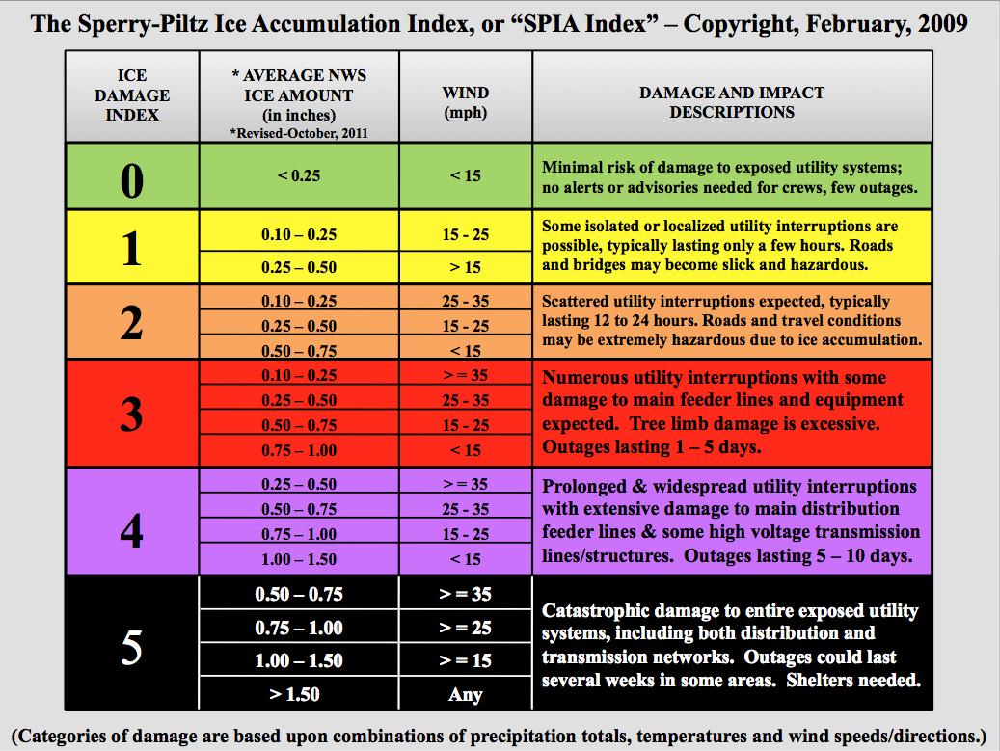 The Sperry-Piltz Ice Accumulation Index, or “SPIA Index” – Copyright, February, 2009
ICE
DAMAGE
INDEX
* AVERAGE NWS
ICE AMOUNT
(in inches)
*Revised-October, 2011
WIND
(mph)
DAMAGE AND IMPACT
DESCRIPTIONS
0
< 0.25
< 15
Minimal risk of damage to exposed utility systems;
no alerts or advisories needed for crews, few outages.
1
0.10 – 0.25
15 - 25
0.25 – 0.50
> 15
Some isolated or localized utility interruptions are
possible, typically lasting only a few hours. Roads
and bridges may become slick and hazardous.
2
0.10 – 0.25
25 - 35
0.25 – 0.50
15 - 25
0.50 – 0.75
< 15
Scattered utility interruptions expected, typically
lasting 12 to 24 hours. Roads and travel conditions
may be extremely hazardous due to ice accumulation.
3
0.10 – 0.25
> = 35
0.25 – 0.50
25 - 35
0.50 – 0.75
15 - 25
0.75 – 1.00
< 15
Numerous utility interruptions with some
damage to main feeder lines and equipment
expected. Tree limb damage is excessive.
Outages lasting 1 – 5 days.
4
0.25 – 0.50
> = 35
0.50 – 0.75
25 - 35
0.75 – 1.00
15 - 25
1.00 - 1.50
< 15
Prolonged & widespread utility interruptions
with extensive damage to main distribution
feeder lines & some high voltage transmission
lines/structures. Outages lasting 5 – 10 days.
5
0.50 – 0.75
> = 35
0.75 – 1.00
> = 25
1.00 – 1.50
> = 15
> 1.50
Any
Catastrophic damage to entire exposed utility
systems, including both distribution and
transmission networks. Outages could last
several weeks in some areas. Shelters needed.
(Categories of damage are based upon combinations of precipitation totals, temperatures and wind speeds/directions.)